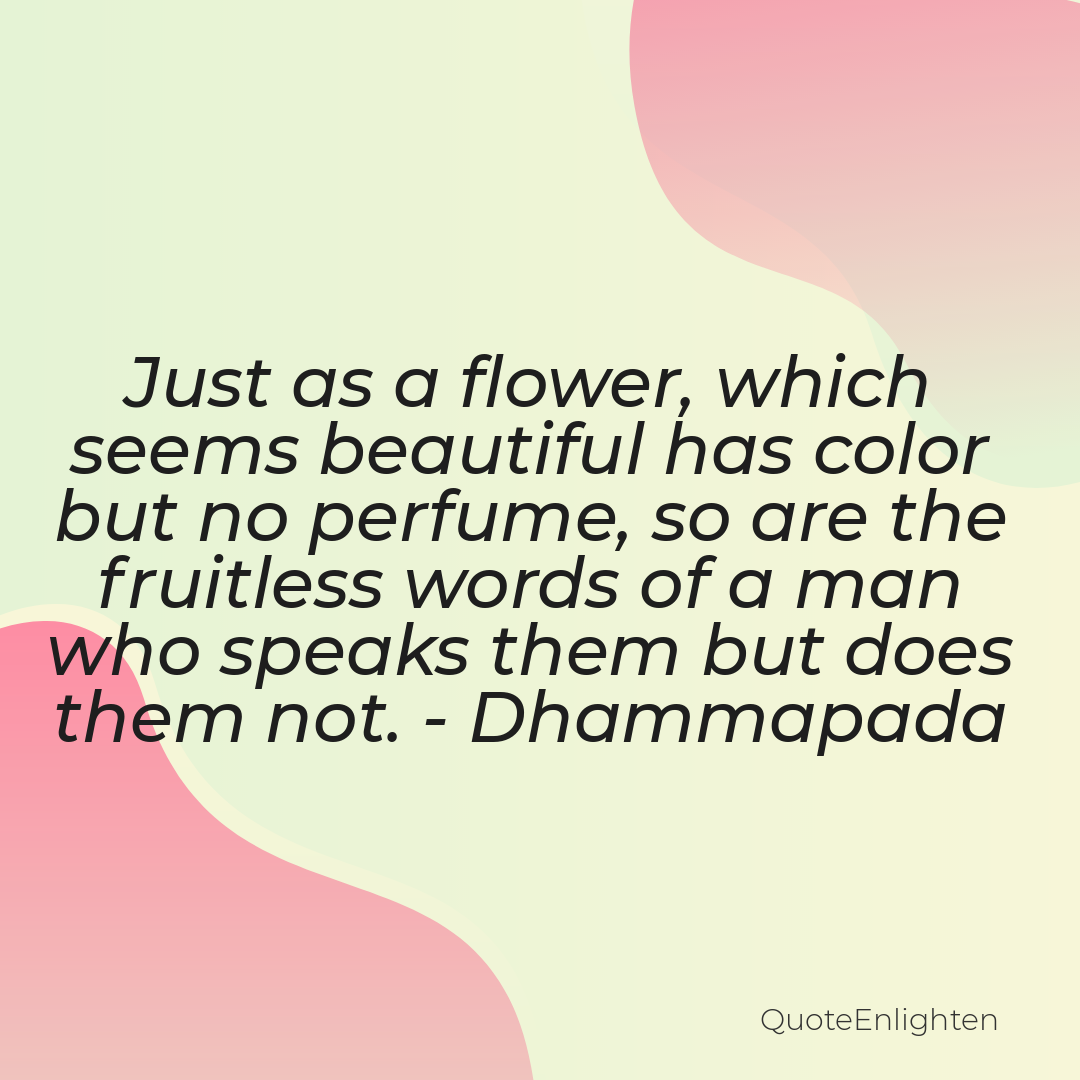 Just as a flower, which
seems beautiful has color
but no perfume, so are the
fruitless words of a man
who speaks them but does
them not. - Dhammapada
QuoteEnlighten